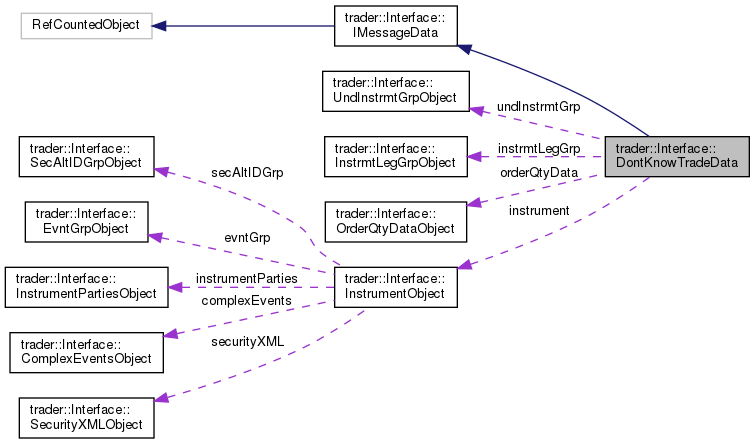 RefCountedObject
trader::Interface::
IMessageData
trader::Interface::
UndInstrmtGrpObject
undInstrmtGrp
trader::Interface::
SecAltIDGrpObject
trader::Interface::
InstrmtLegGrpObject
instrmtLegGrp
trader::Interface::
DontKnowTradeData
secAltIDGrp
orderQtyData
trader::Interface::
EvntGrpObject
trader::Interface::
OrderQtyDataObject
instrument
evntGrp
trader::Interface::
InstrumentPartiesObject
instrumentParties
trader::Interface::
InstrumentObject
complexEvents
trader::Interface::
ComplexEventsObject
securityXML
trader::Interface::
SecurityXMLObject